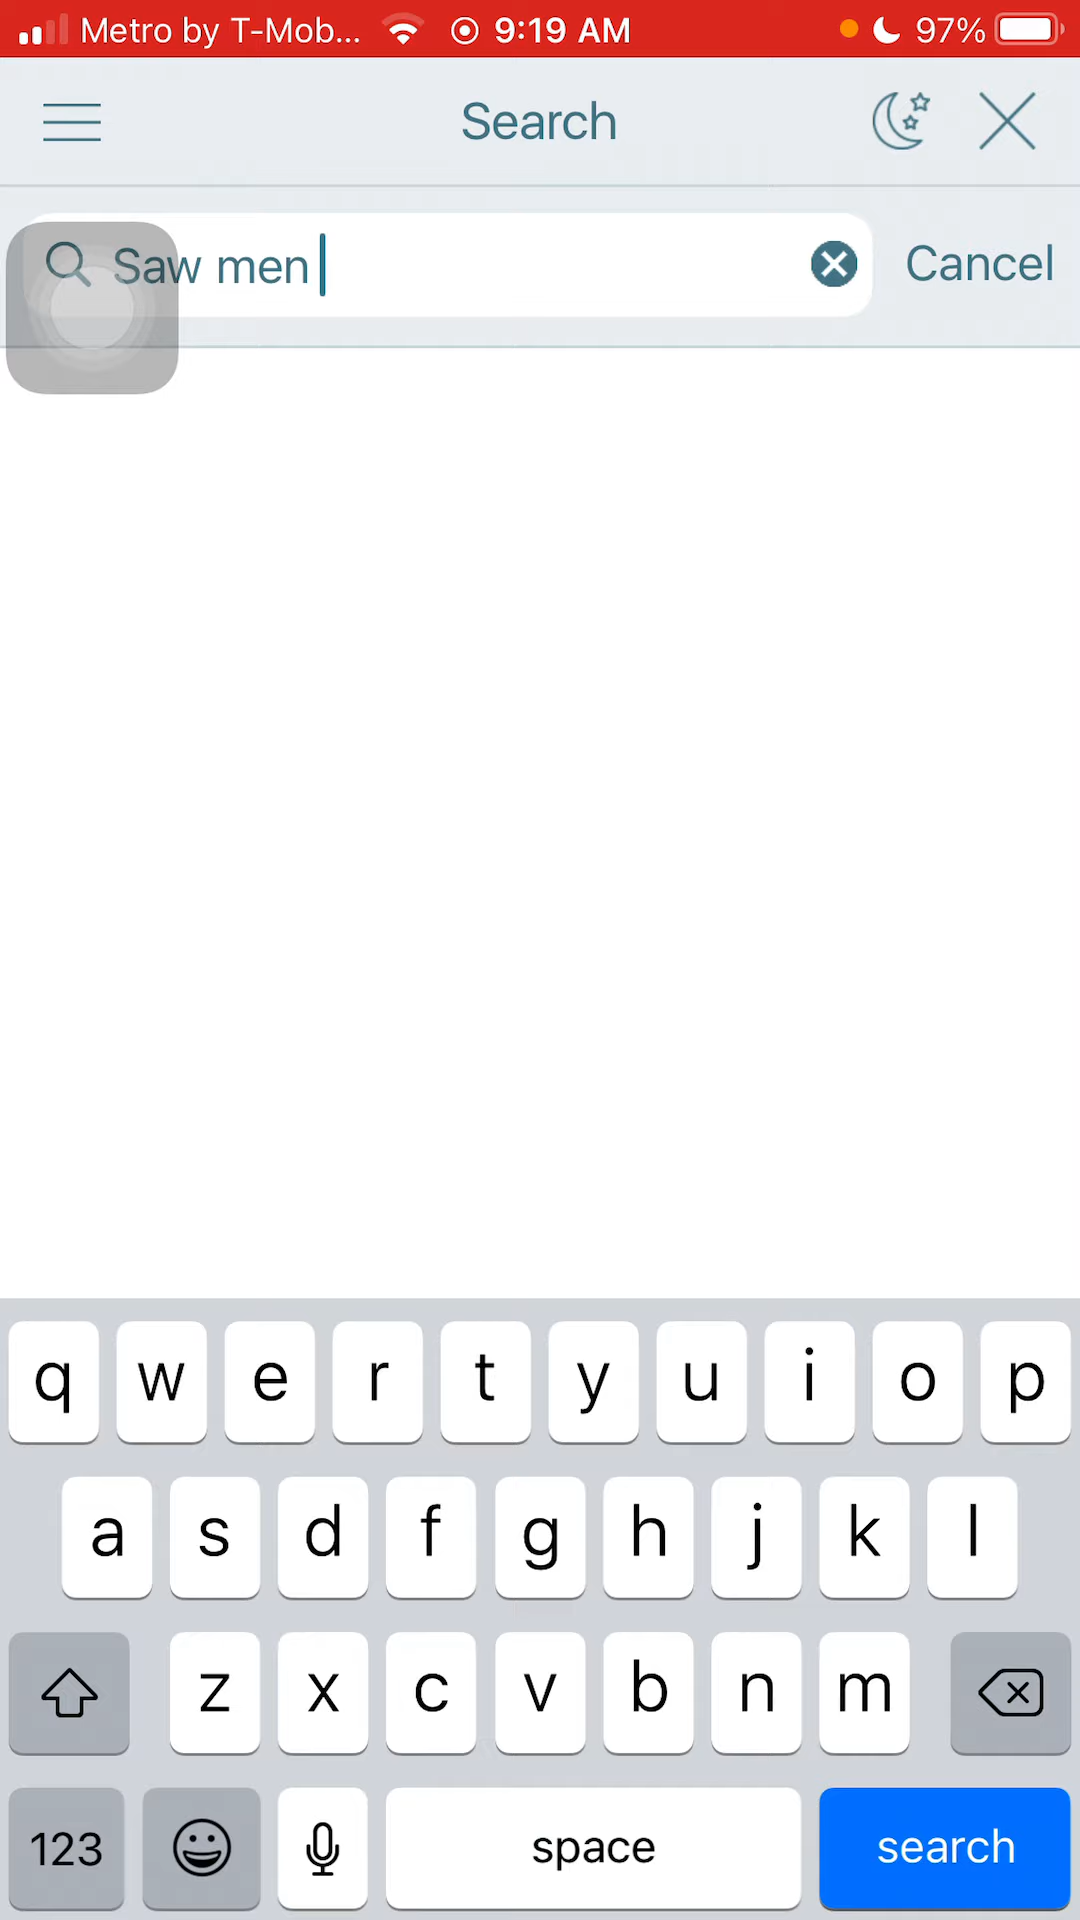 Metro by T-Mob... 9:19 AM 97%
Search
Saw men Cancel
q w e r t y u i o p
a s d f g h j k l
z x c v b n m
123 space search